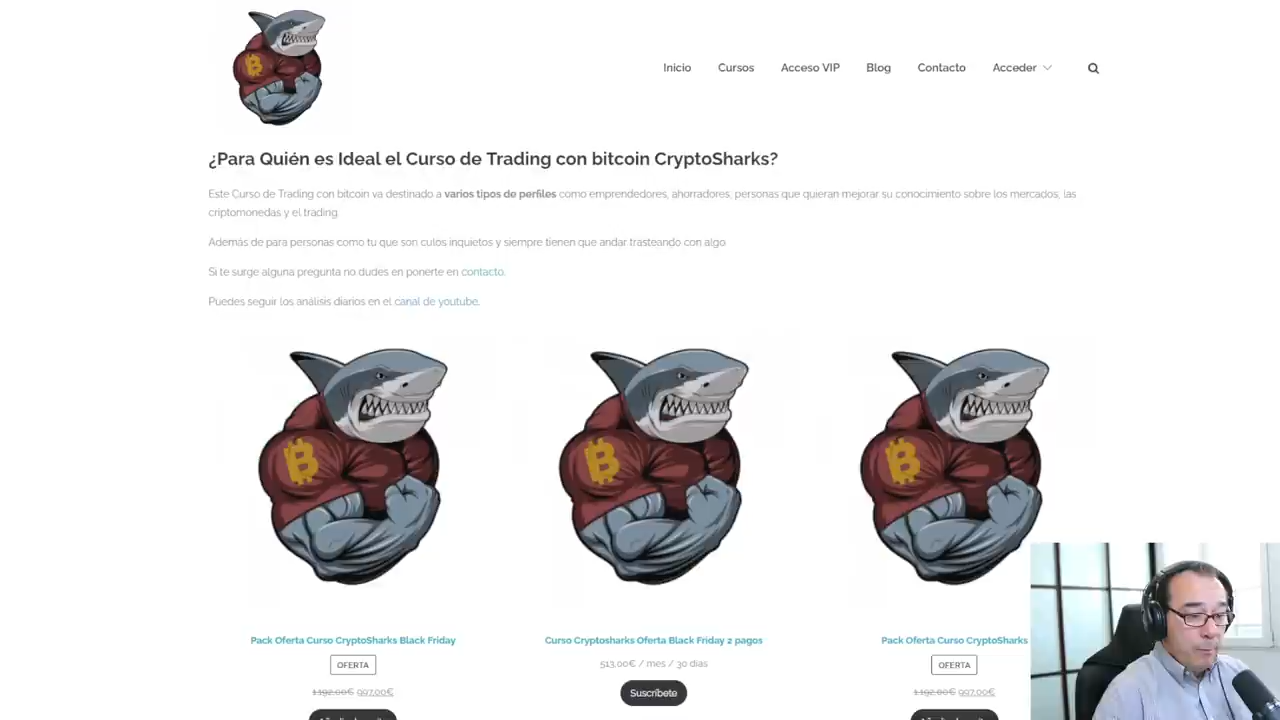 Inicio Cursos Acceso VIP Blog Contacto Acceder
¿Para Quién es Ideal el Curso de Trading con bitcoin CryptoSharks?
Este Curso de Trading con bitcoin va destinado a varios tipos de perfiles como emprendedores, ahorradores, personas que quieran mejorar su conocimiento sobre los mercados, las
criptomonedas y el trading.
Además de para personas como tu que son culos inquietos y siempre tienen que andar trasteando con algo
Si te surge alguna pregunta no dudes en ponerte en contacto.
Puedes seguir los análisis diarios en el canal de youtube.
Pack Oferta Curso CryptoSharks Black Friday
OFERTA
1.192,00€ 997,00€
Curso Cryptosharks Oferta Black Friday 2 pagos
513,00€ / mes / 30 días
Suscríbete
Pack Oferta Curso CryptoSharks
OFERTA
1.192,00€ 997,00€